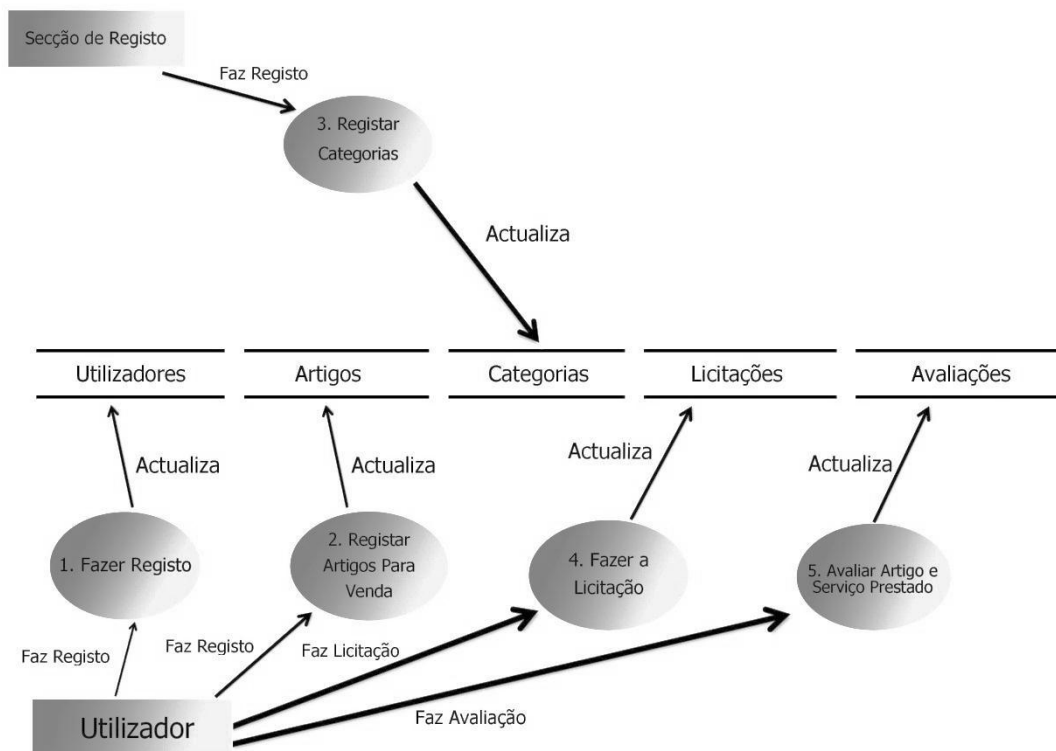 Secção de Registo
Faz Registo
3. Registar
Categorias
Actualiza
Utilizadores
Artigos
Categorias
Licitações
Avaliações
Actualiza
Actualiza
Actualiza
Actualiza
1. Fazer Registo
2. Registar
Artigos Para
Venda
4. Fazer a
Licitação
5. Avaliar Artigo e
Serviço Prestado
Faz Registo
Faz Registo
Faz Licitação
Faz Avaliação
Utilizador